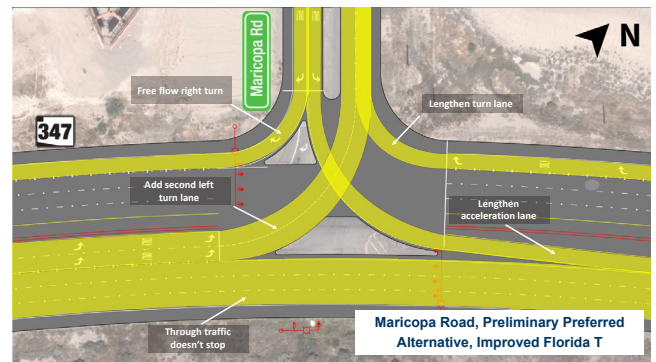 Maricopa Rd
N
Free flow right turn
Lengthen turn lane
347
Add second left
turn lane
Lengthen
acceleration lane
Through traffic
doesn't stop
Maricopa Road, Preliminary Preferred
Alternative, Improved Florida T